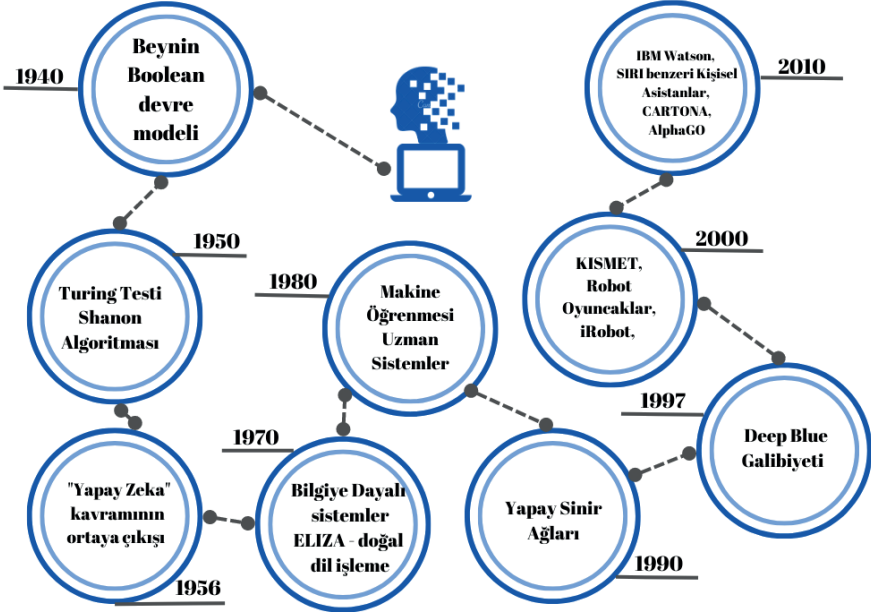 1940
Beynin
Boolean
devre
modeli
1950
Turing Testi
Shanon
Algoritması
"Yapay Zeka"
kavramının
ortaya çıkışı
1956
1970
Bilgiye Dayalı
sistemler
ELIZA - doğal
dil işleme
1980
Makine
Öğrenmesi
Uzman
Sistemler
Yapay Sinir
Ağları
1990
1997
Deep Blue
Galibiyeti
2000
KISMET,
Robot
Oyuncaklar,
iRobot,
2010
IBM Watson,
SIRI benzeri Kişisel
Asistanlar,
CARTONA,
AlphaGO